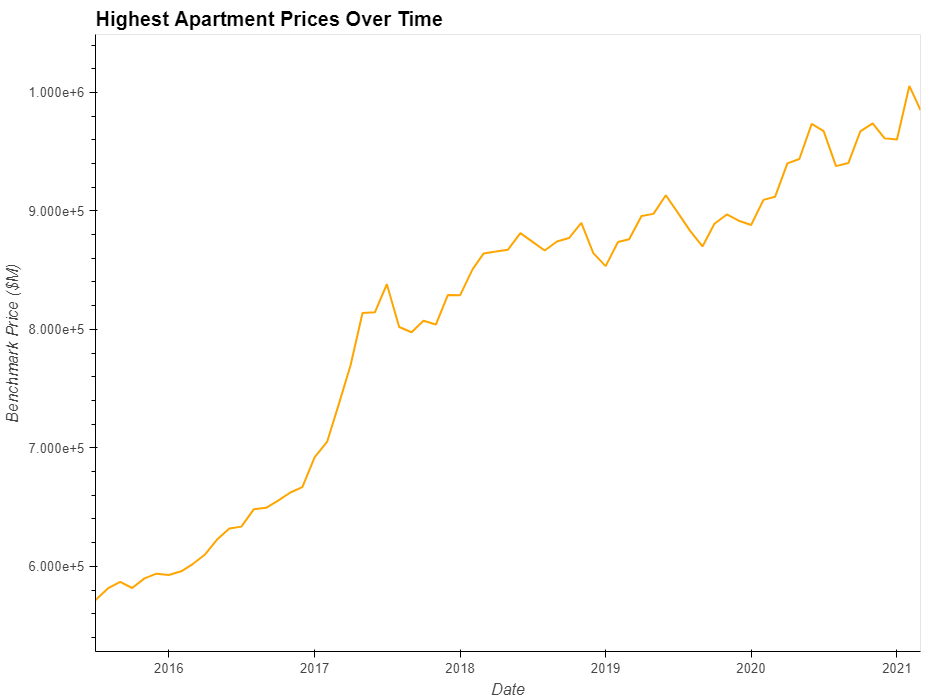 Highest Apartment Prices Over Time
1.000e+6
9.000e+5
8.000e+5
7.000e+5
6.000e+5
Benchmark Price ($M)
2016
2017
2018
2019
2020
2021
Date